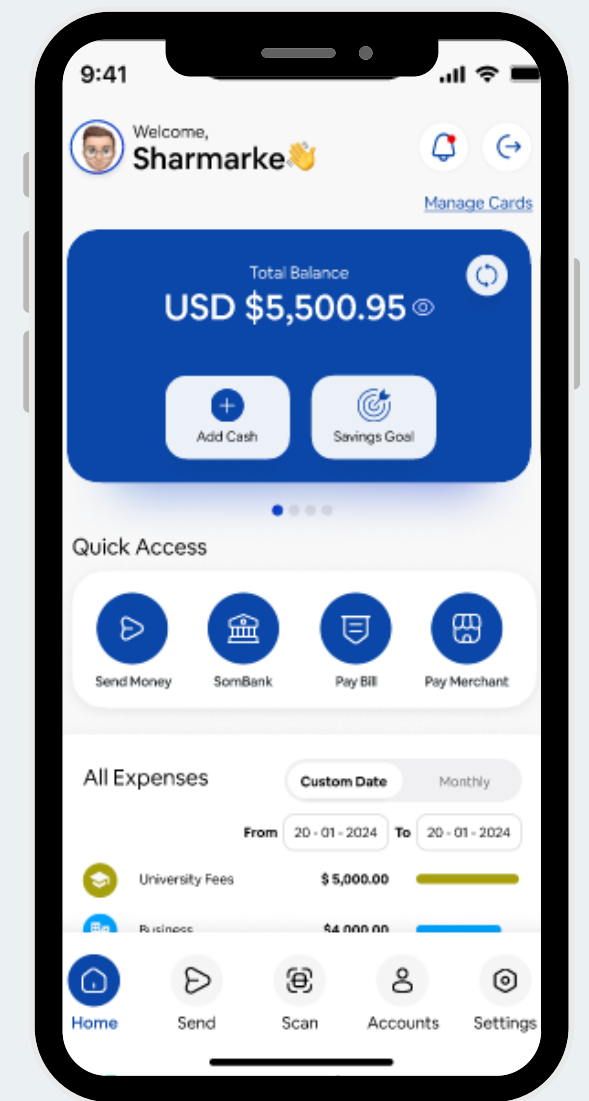 9:41
Welcome,
Sharmarke👋
Manage Cards
Total Balance
USD $5,500.95
Add Cash
Savings Goal
Quick Access
Send Money
SomBank
Pay Bill
Pay Merchant
All Expenses
Custom Date
Monthly
From 20-01-2024 To 20-01-2024
University Fees $5,000.00
Business $4,000.00
Home
Send
Scan
Accounts
Settings